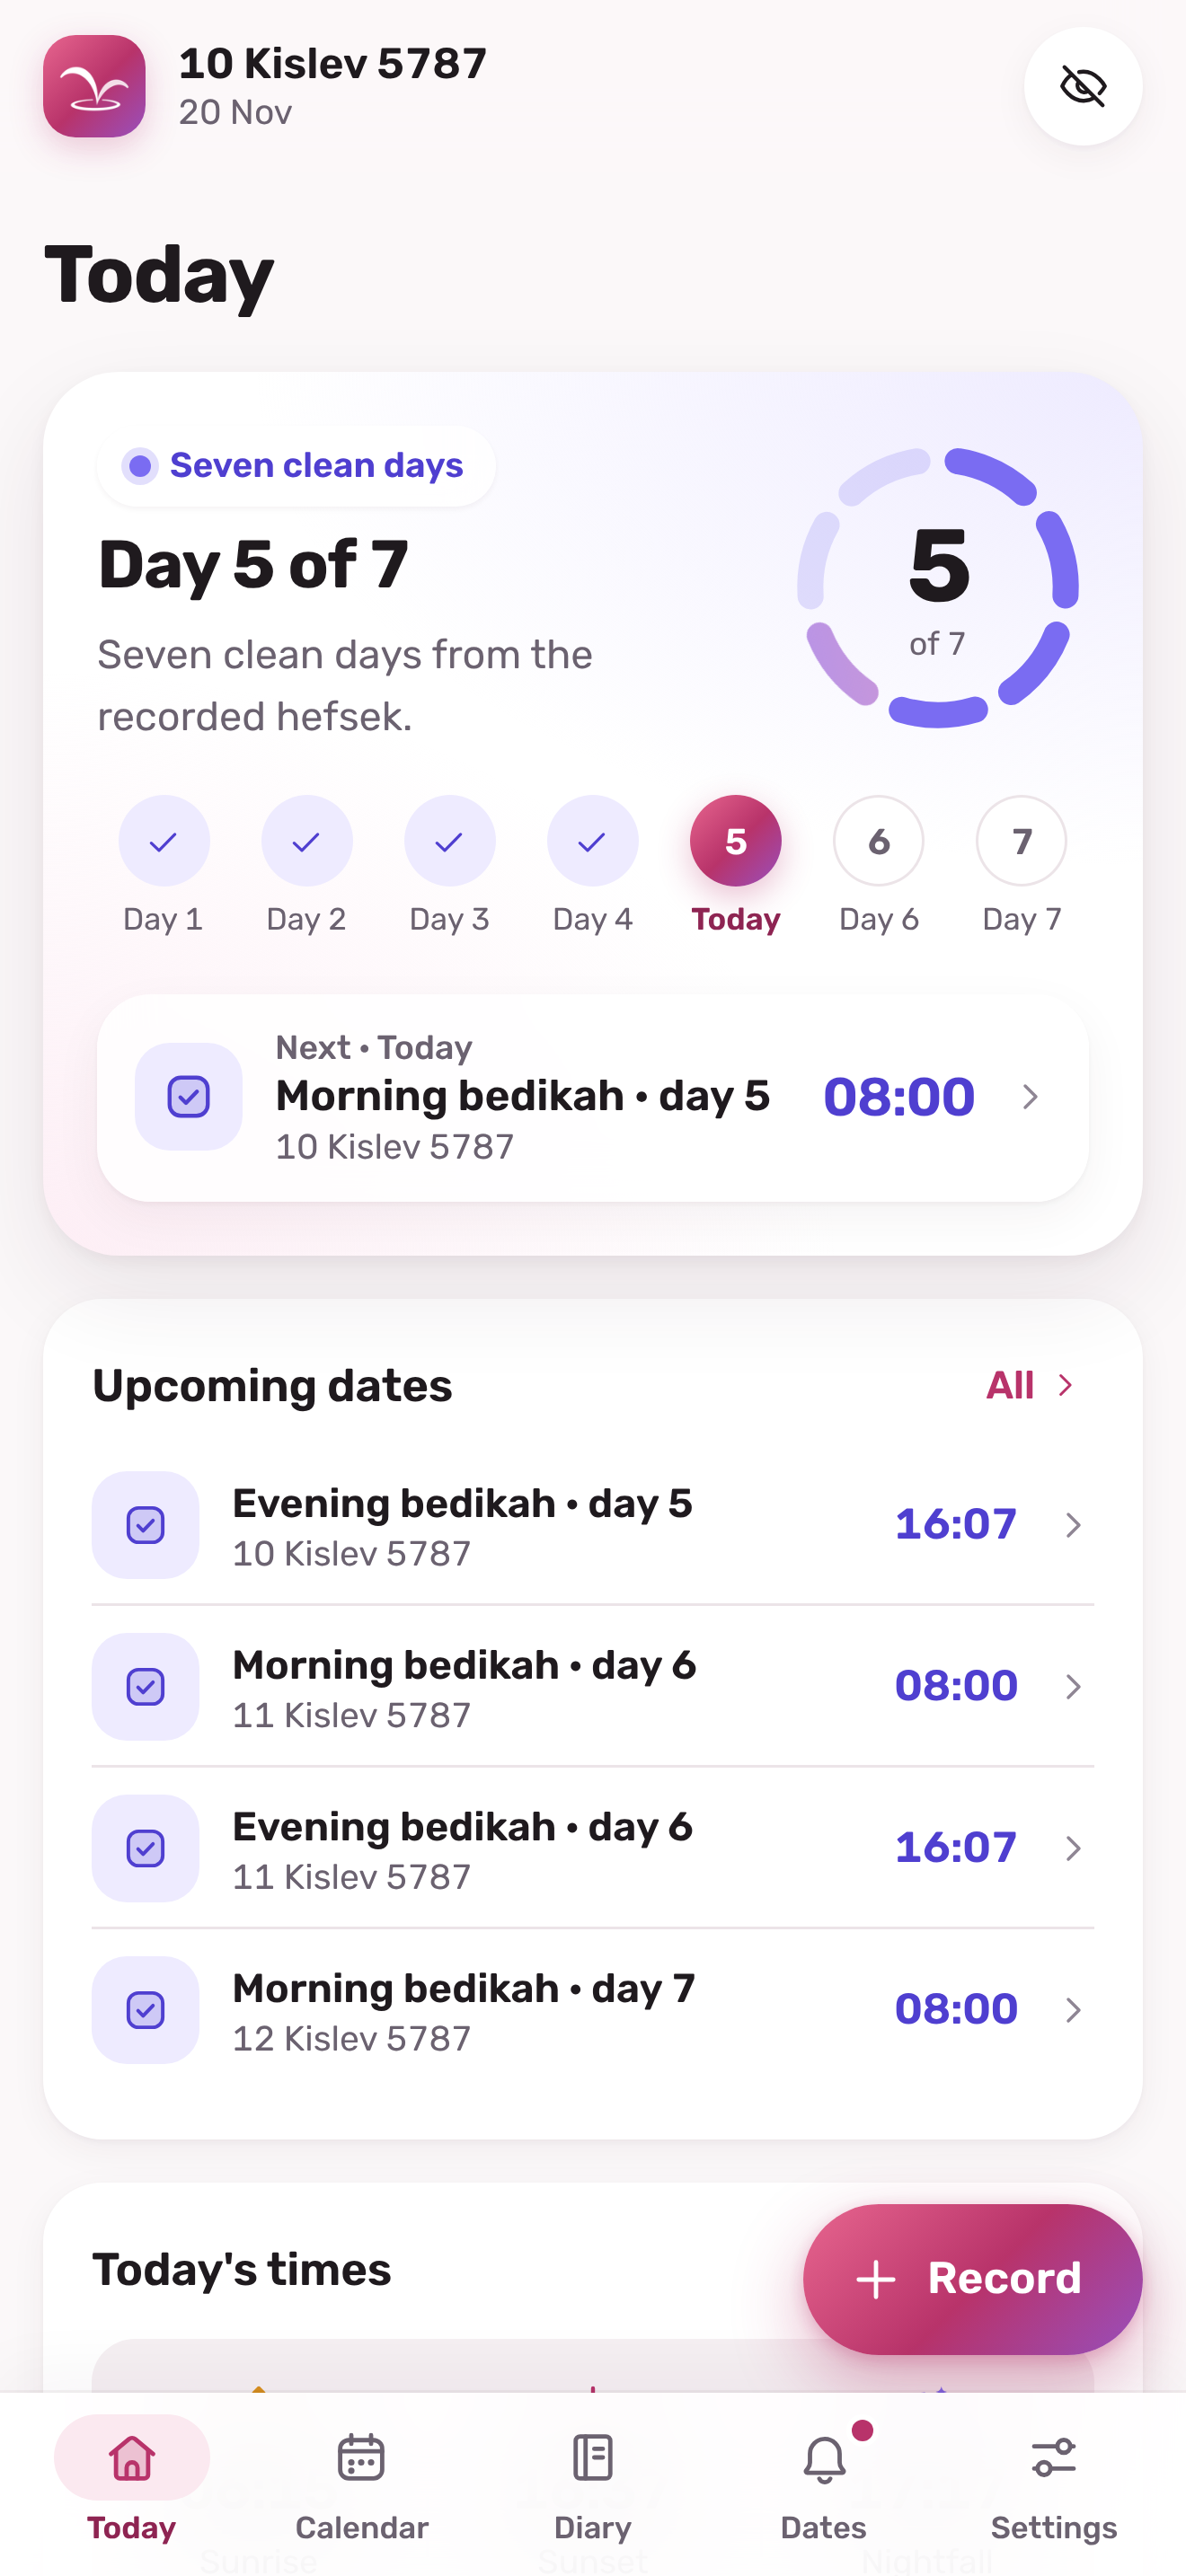 10 Kislev 5787
20 Nov
Today
Seven clean days
Day 5 of 7
Seven clean days from the
recorded hefsek.
5
of 7
5
6
7
Day 1
Day 2
Day 3
Day 4
Today
Day 6
Day 7
Next • Today
Morning bedikah • day 5
08:00
10 Kislev 5787
Upcoming dates
All
Evening bedikah • day 5
10 Kislev 5787
16:07
Morning bedikah • day 6
11 Kislev 5787
08:00
Evening bedikah • day 6
11 Kislev 5787
16:07
Morning bedikah • day 7
12 Kislev 5787
08:00
Today's times
Record
Today
Calendar
Diary
Dates
Settings
Sunrise
Sunset
Nightfall